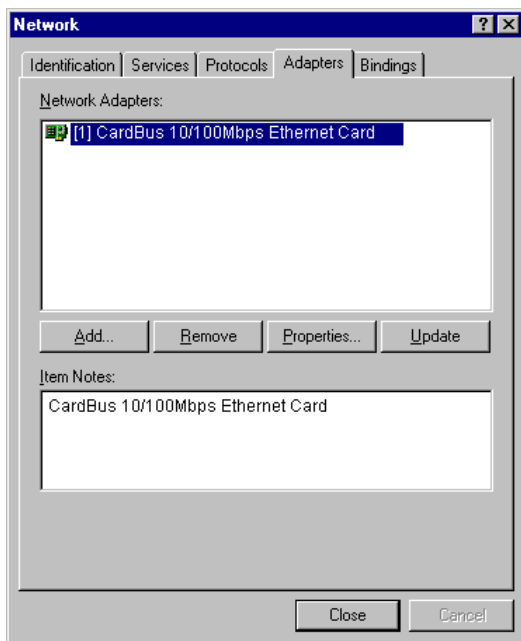 Network
Identification Services Protocols Adapters Bindings
Network Adapters:
[1] CardBus 10/100Mbps Ethernet Card
Add... Remove Properties... Update
Item Notes:
CardBus 10/100Mbps Ethernet Card
Close Cancel